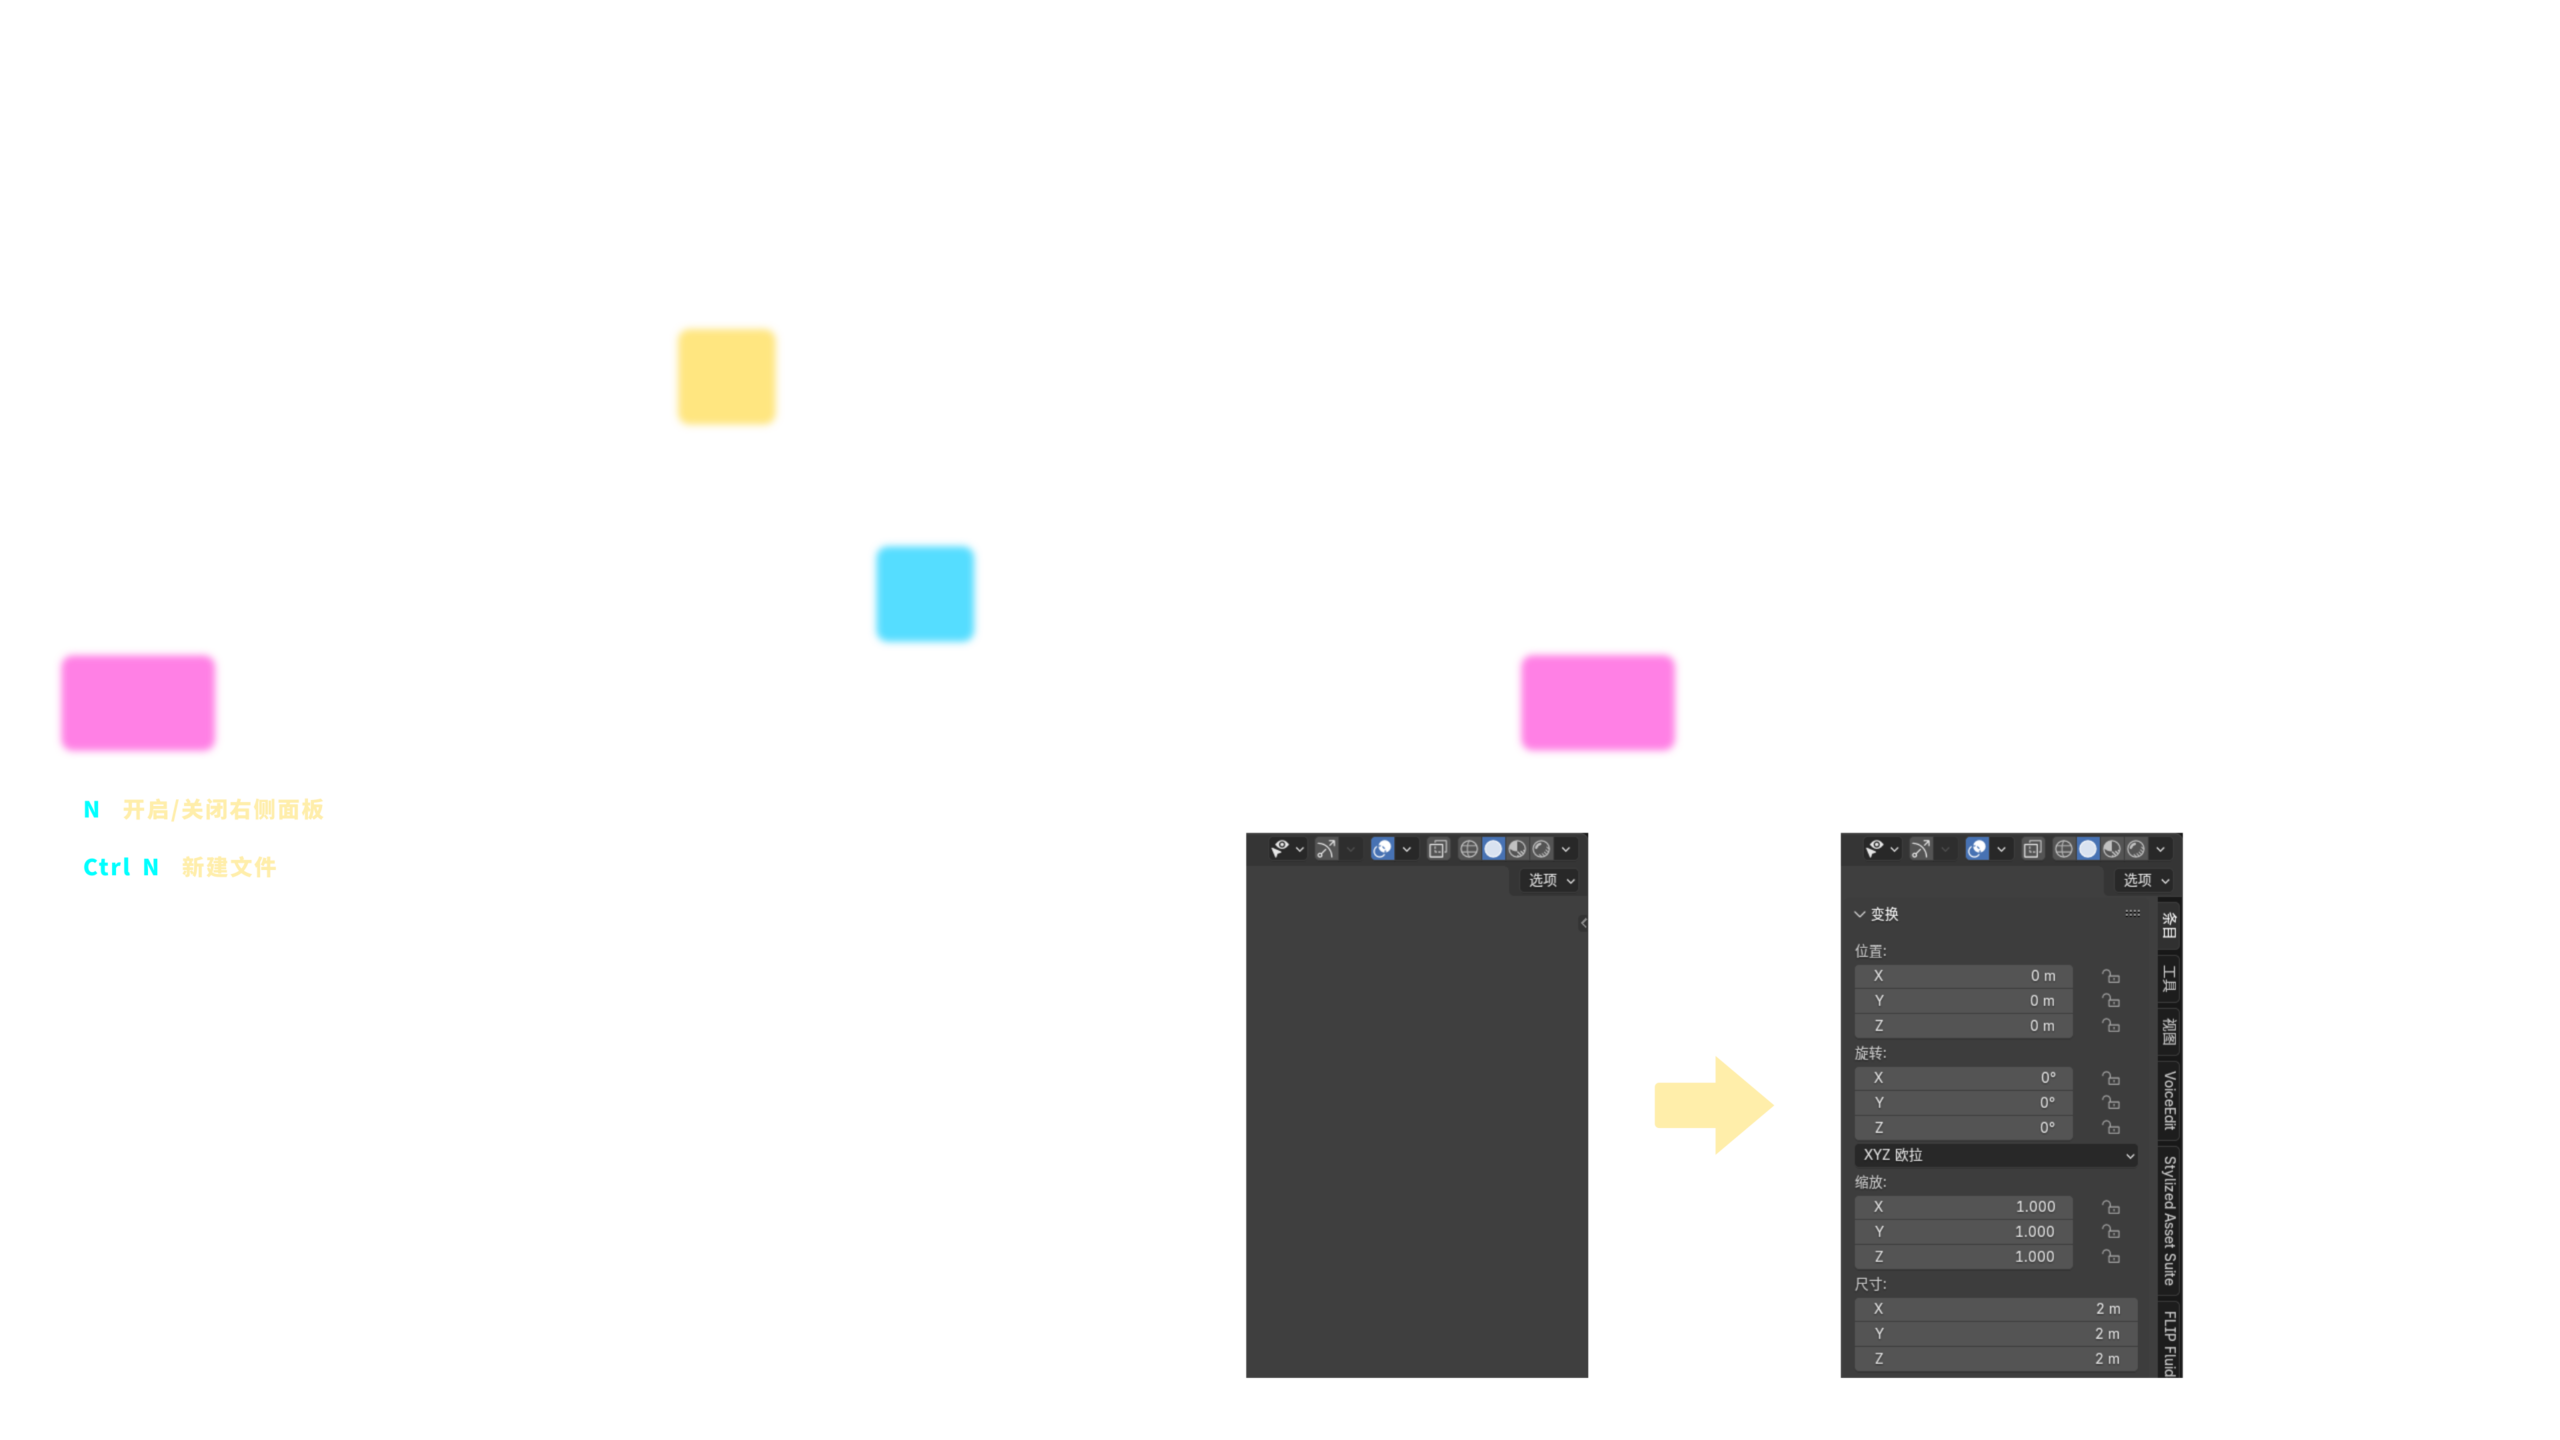 N 开启/关闭右侧面板
Ctrl N 新建文件
选项
选项
变换
位置:
X 0 m
Y 0 m
Z 0 m
旋转:
X 0°
Y 0°
Z 0°
XYZ 欧拉
缩放:
X 1.000
Y 1.000
Z 1.000
尺寸:
X 2 m
Y 2 m
Z 2 m
条目
工具
视图
VoiceEdit
Stylized Asset Suite
FLIP Fluid